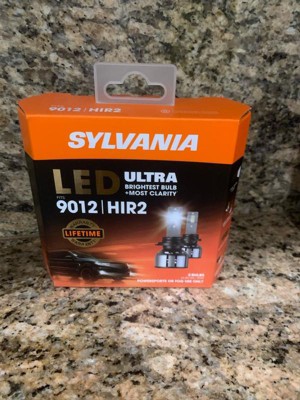 9012 | HIR2
SYLVANIA
LED
ULTRA
BRIGHTEST BULB
+MOST CLARITY
9012 | HIR2
LIFETIME